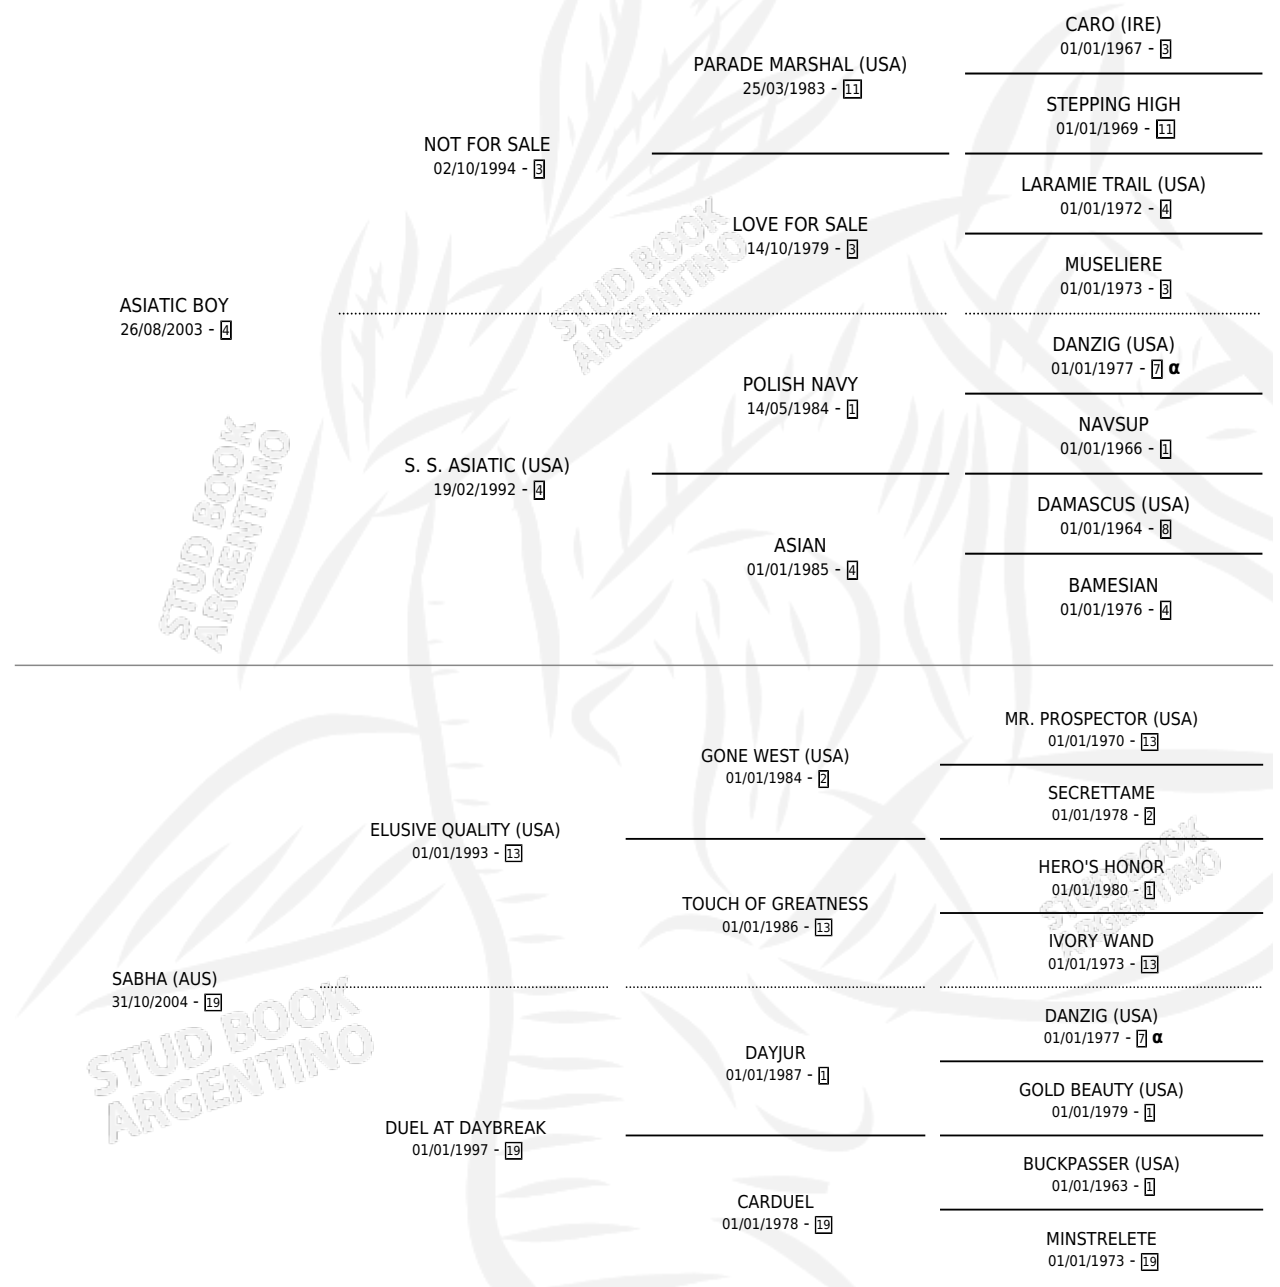 CARO (IRE)
01/01/1967 - 3
PARADE MARSHAL (USA)
25/03/1983 - 11
STEPPING HIGH
01/01/1969 - 11
NOT FOR SALE
02/10/1994 - 3
LARAMIE TRAIL (USA)
01/01/1972 - 4
LOVE FOR SALE
14/10/1979 - 3
MUSELIERE
01/01/1973 - 3
ASIATIC BOY
26/08/2003 - 4
DANZIG (USA)
01/01/1977 - 7 α
POLISH NAVY
14/05/1984 - 1
NAVSUP
01/01/1966 - 1
S. S. ASIATIC (USA)
19/02/1992 - 4
DAMASCUS (USA)
01/01/1964 - 8
ASIAN
01/01/1985 - 4
BAMESIAN
01/01/1976 - 4
MR. PROSPECTOR (USA)
01/01/1970 - 13
GONE WEST (USA)
01/01/1984 - 2
SECRETTAME
01/01/1978 - 2
ELUSIVE QUALITY (USA)
01/01/1993 - 13
HERO'S HONOR
01/01/1980 - 1
TOUCH OF GREATNESS
01/01/1986 - 13
IVORY WAND
01/01/1973 - 13
SABHA (AUS)
31/10/2004 - 19
DANZIG (USA)
01/01/1977 - 7 α
DAYJUR
01/01/1987 - 1
GOLD BEAUTY (USA)
01/01/1979 - 1
DUEL AT DAYBREAK
01/01/1997 - 19
BUCKPASSER (USA)
01/01/1963 - 1
CARDUEL
01/01/1978 - 19
MINSTRELETE
01/01/1973 - 19
STUD BOOK
ARGENTINO
STUD BOOK
ARGENTINO
STUD BOOK
ARGENTINO
STUD BOOK
ARGENTINO